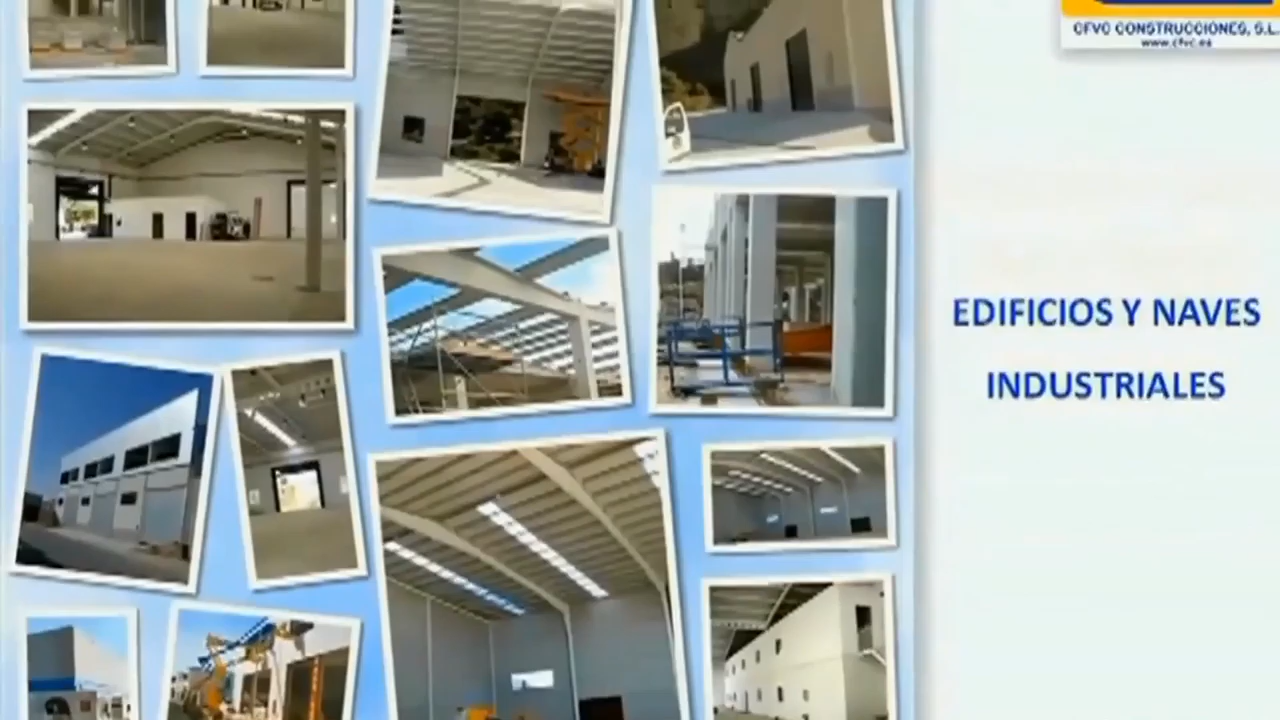 CFVC CONSTRUCCIONES, S.L.
www.cfvc.es
EDIFICIOS Y NAVES
INDUSTRIALES